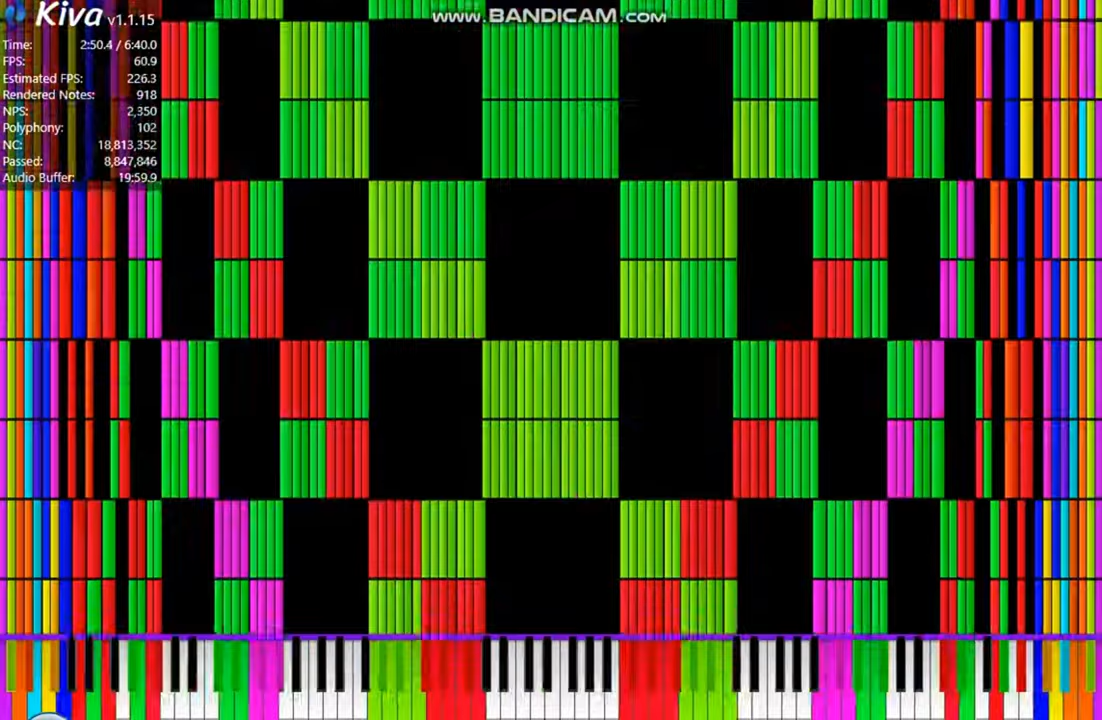 Kiva v1.1.15
www.BANDICAM.com
Time: 2:50.4 / 6:40.0
FPS: 60.9
Estimated FPS: 226.3
Rendered Notes: 918
NPS: 2,350
Polyphony: 102
NC: 18,813,352
Passed: 8,847,846
Audio Buffer: 19:59.9